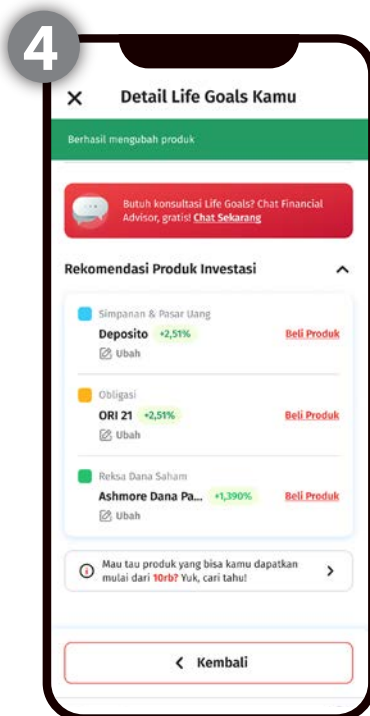 4
Detail Life Goals Kamu
Berhasil mengubah produk
Butuh konsultasi Life Goals? Chat Financial
Advisor, gratis! Chat Sekarang
Rekomendasi Produk Investasi
Simpanan & Pasar Uang
Deposito +2,51% Beli Produk
Ubah
Obligasi
ORI 21 +2,51% Beli Produk
Ubah
Reksa Dana Saham
Ashmore Dana Pa... +1,390% Beli Produk
Ubah
Mau tau produk yang bisa kamu dapatkan
mulai dari 10rb? Yuk, cari tahu!
Kembali